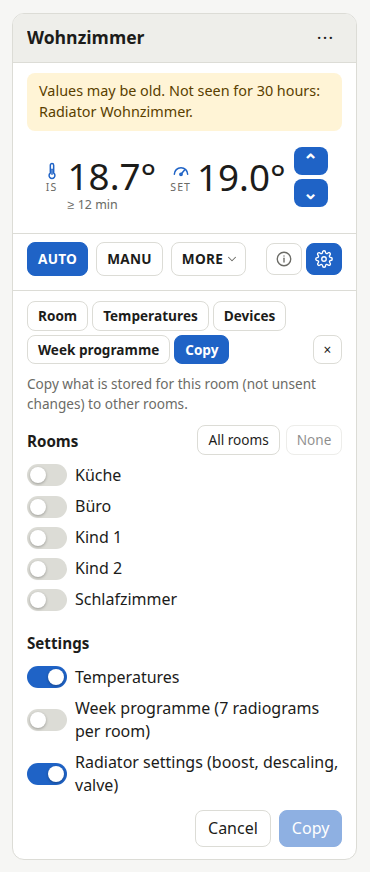 Wohnzimmer ...
Values may be old. Not seen for 30 hours:
Radiator Wohnzimmer.
IS 18.7° SET 19.0°
≥ 12 min
AUTO MANU MORE
Room Temperatures Devices
Week programme Copy ×
Copy what is stored for this room (not unsent
changes) to other rooms.
Rooms All rooms None
Küche
Büro
Kind 1
Kind 2
Schlafzimmer
Settings
Temperatures
Week programme (7 radiograms
per room)
Radiator settings (boost, descaling,
valve)
Cancel Copy